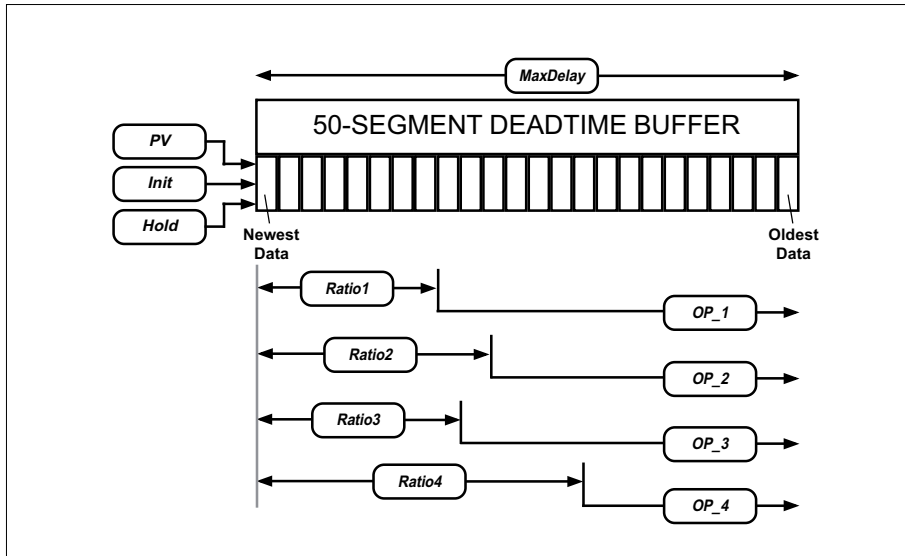 MaxDelay
50-SEGMENT DEADTIME BUFFER
PV
Init
Hold
Newest
Data
Oldest
Data
Ratio1
OP_1
Ratio2
OP_2
Ratio3
OP_3
Ratio4
OP_4